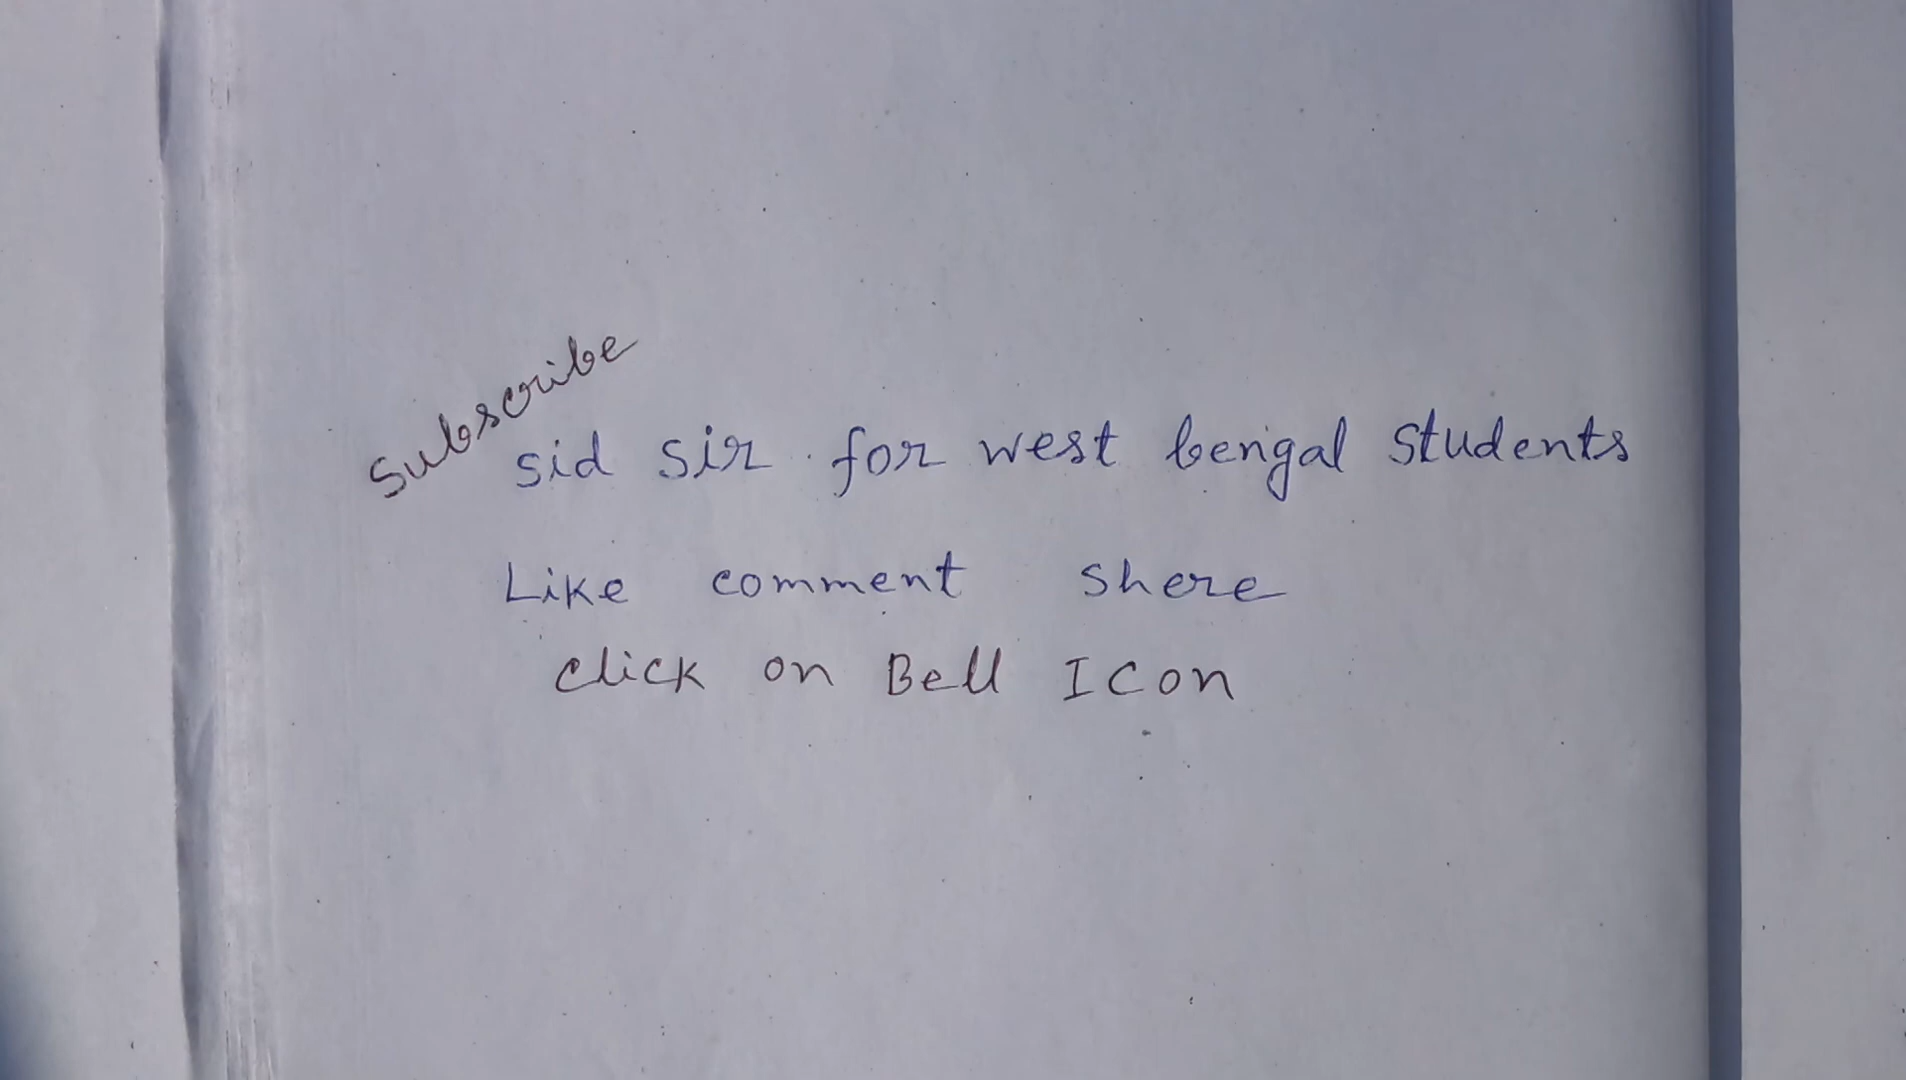 Subscribe
sid sir for west bengal students
Like comment shere
click on Bell Icon